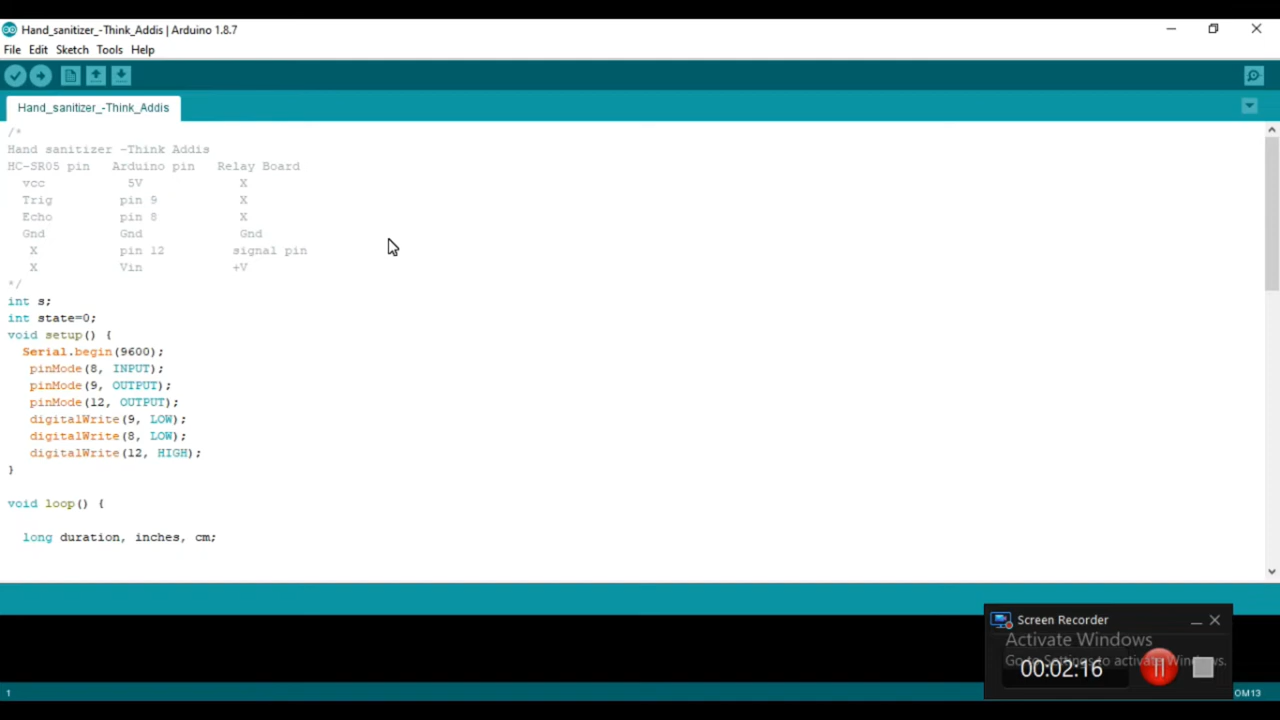 Hand_sanitizer_-Think_Addis | Arduino 1.8.7
File Edit Sketch Tools Help
Hand_sanitizer_-Think_Addis
/*
Hand sanitizer -Think Addis
HC-SR05 pin   Arduino pin   Relay Board
vcc   5V   X
Trig   pin 9   X
Echo   pin 8   X
Gnd   Gnd   Gnd
X   pin 12   signal pin
X   Vin   +V
*/
int s;
int state=0;
void setup() {
Serial.begin(9600);
pinMode(8, INPUT);
pinMode(9, OUTPUT);
pinMode(12, OUTPUT);
digitalWrite(9, LOW);
digitalWrite(8, LOW);
digitalWrite(12, HIGH);
}
void loop() {
long duration, inches, cm;
Screen Recorder
Activate Windows
Go to Settings to activate Windows.
00:02:16
1
OM13